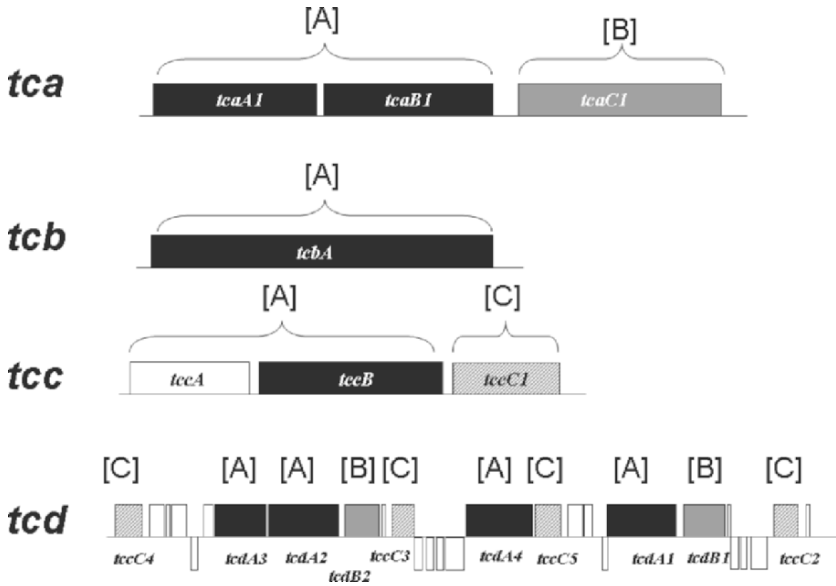 [A] [B]
tca
tcaA1 tcaB1 tcaC1
[A]
tcb
tcbA
[A] [C]
tcc
tccA tccB tccC1
[C] [A] [A] [B] [C] [A] [C] [A] [B] [C]
tcd
tccC4 tcdA3 tcdA2 tcdB2 tccC3 tcdA4 tccC5 tcdA1 tcdB1 tccC2